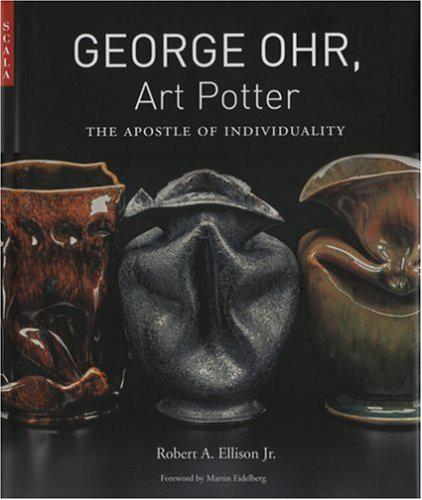 SCALA
GEORGE OHR,
Art Potter
THE APOSTLE OF INDIVIDUALITY
Robert A. Ellison Jr.
Foreword by Martin Eidelberg